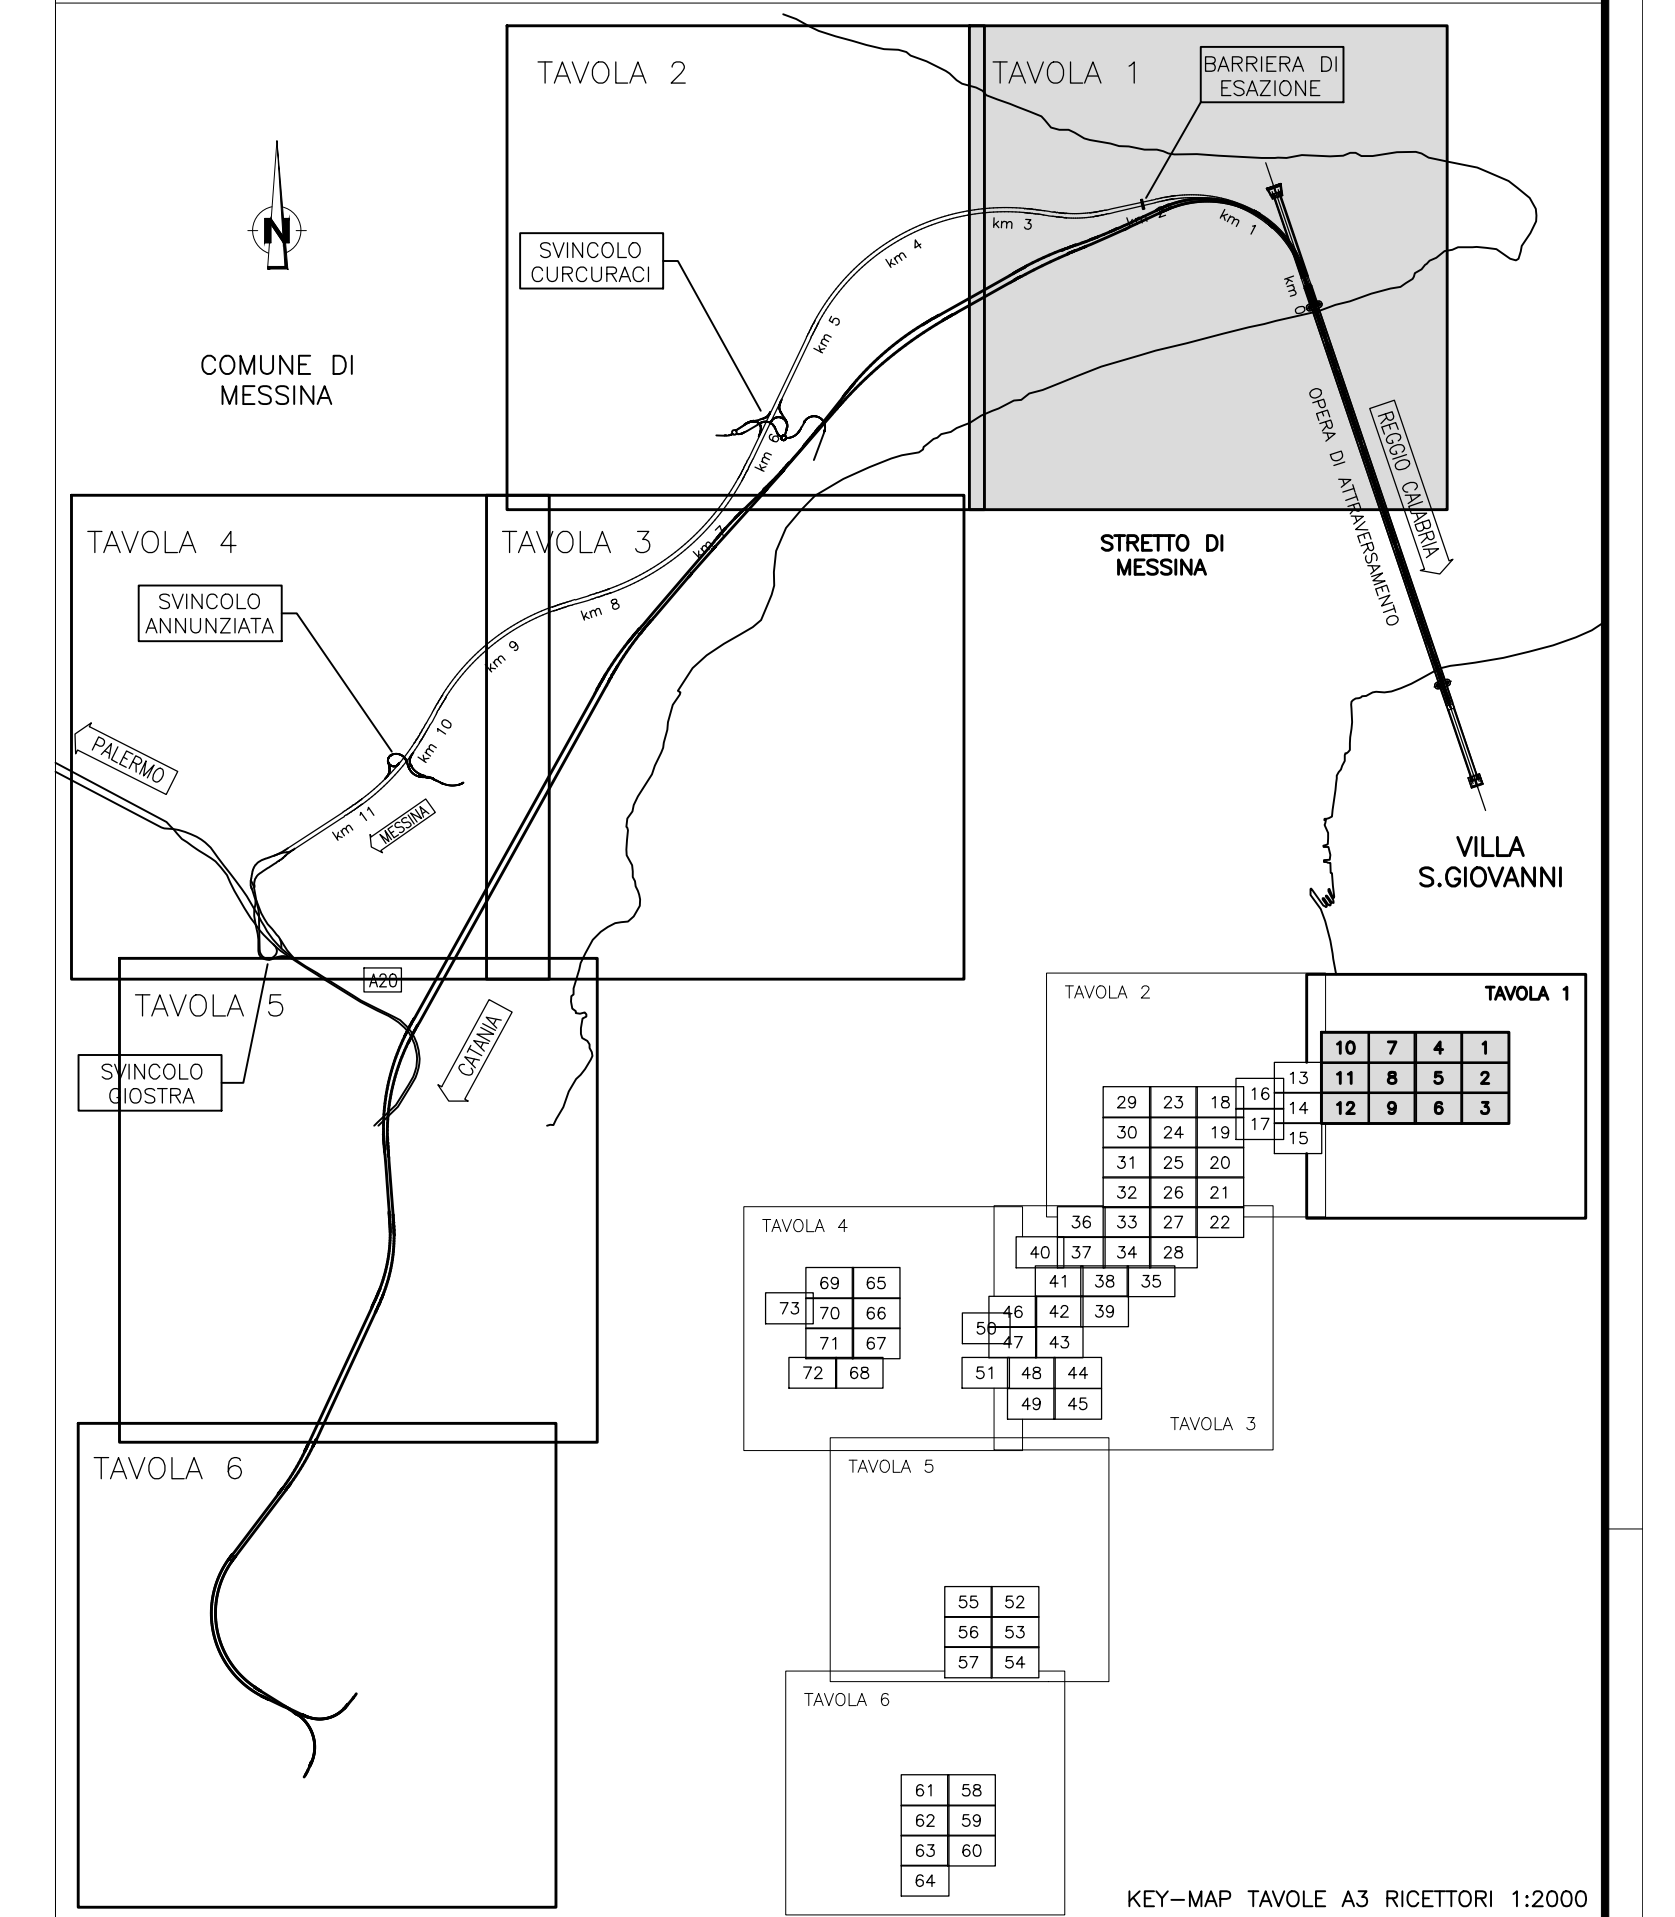 TAVOLA 2
TAVOLA 1
BARRIERA DI
ESAZIONE
N
SVINCOLO
CURCURACI
COMUNE DI
MESSINA
km 0
km 1
km 2
km 3
km 4
km 5
km 6
km 7
km 8
km 9
km 10
km 11
OPERA DI ATTRAVERSAMENTO
REGGIO CALABRIA
TAVOLA 4
TAVOLA 3
STRETTO DI
MESSINA
SVINCOLO
ANNUNZIATA
PALERMO
MESSINA
VILLA
S.GIOVANNI
A20
TAVOLA 5
CATANIA
SVINCOLO
GIOSTRA
TAVOLA 6
TAVOLA 2
TAVOLA 1
10 7 4 1
13 11 8 5 2
14 12 9 6 3
15
16
17
29 23 18
30 24 19
31 25 20
32 26 21
36 33 27 22
40 37 34 28
41 38 35
46 42 39
50 47 43
51 48 44
49 45
TAVOLA 3
TAVOLA 4
69 65
73 70 66
71 67
72 68
TAVOLA 5
55 52
56 53
57 54
TAVOLA 6
61 58
62 59
63 60
64
KEY-MAP TAVOLE A3 RICETTORI 1:2000